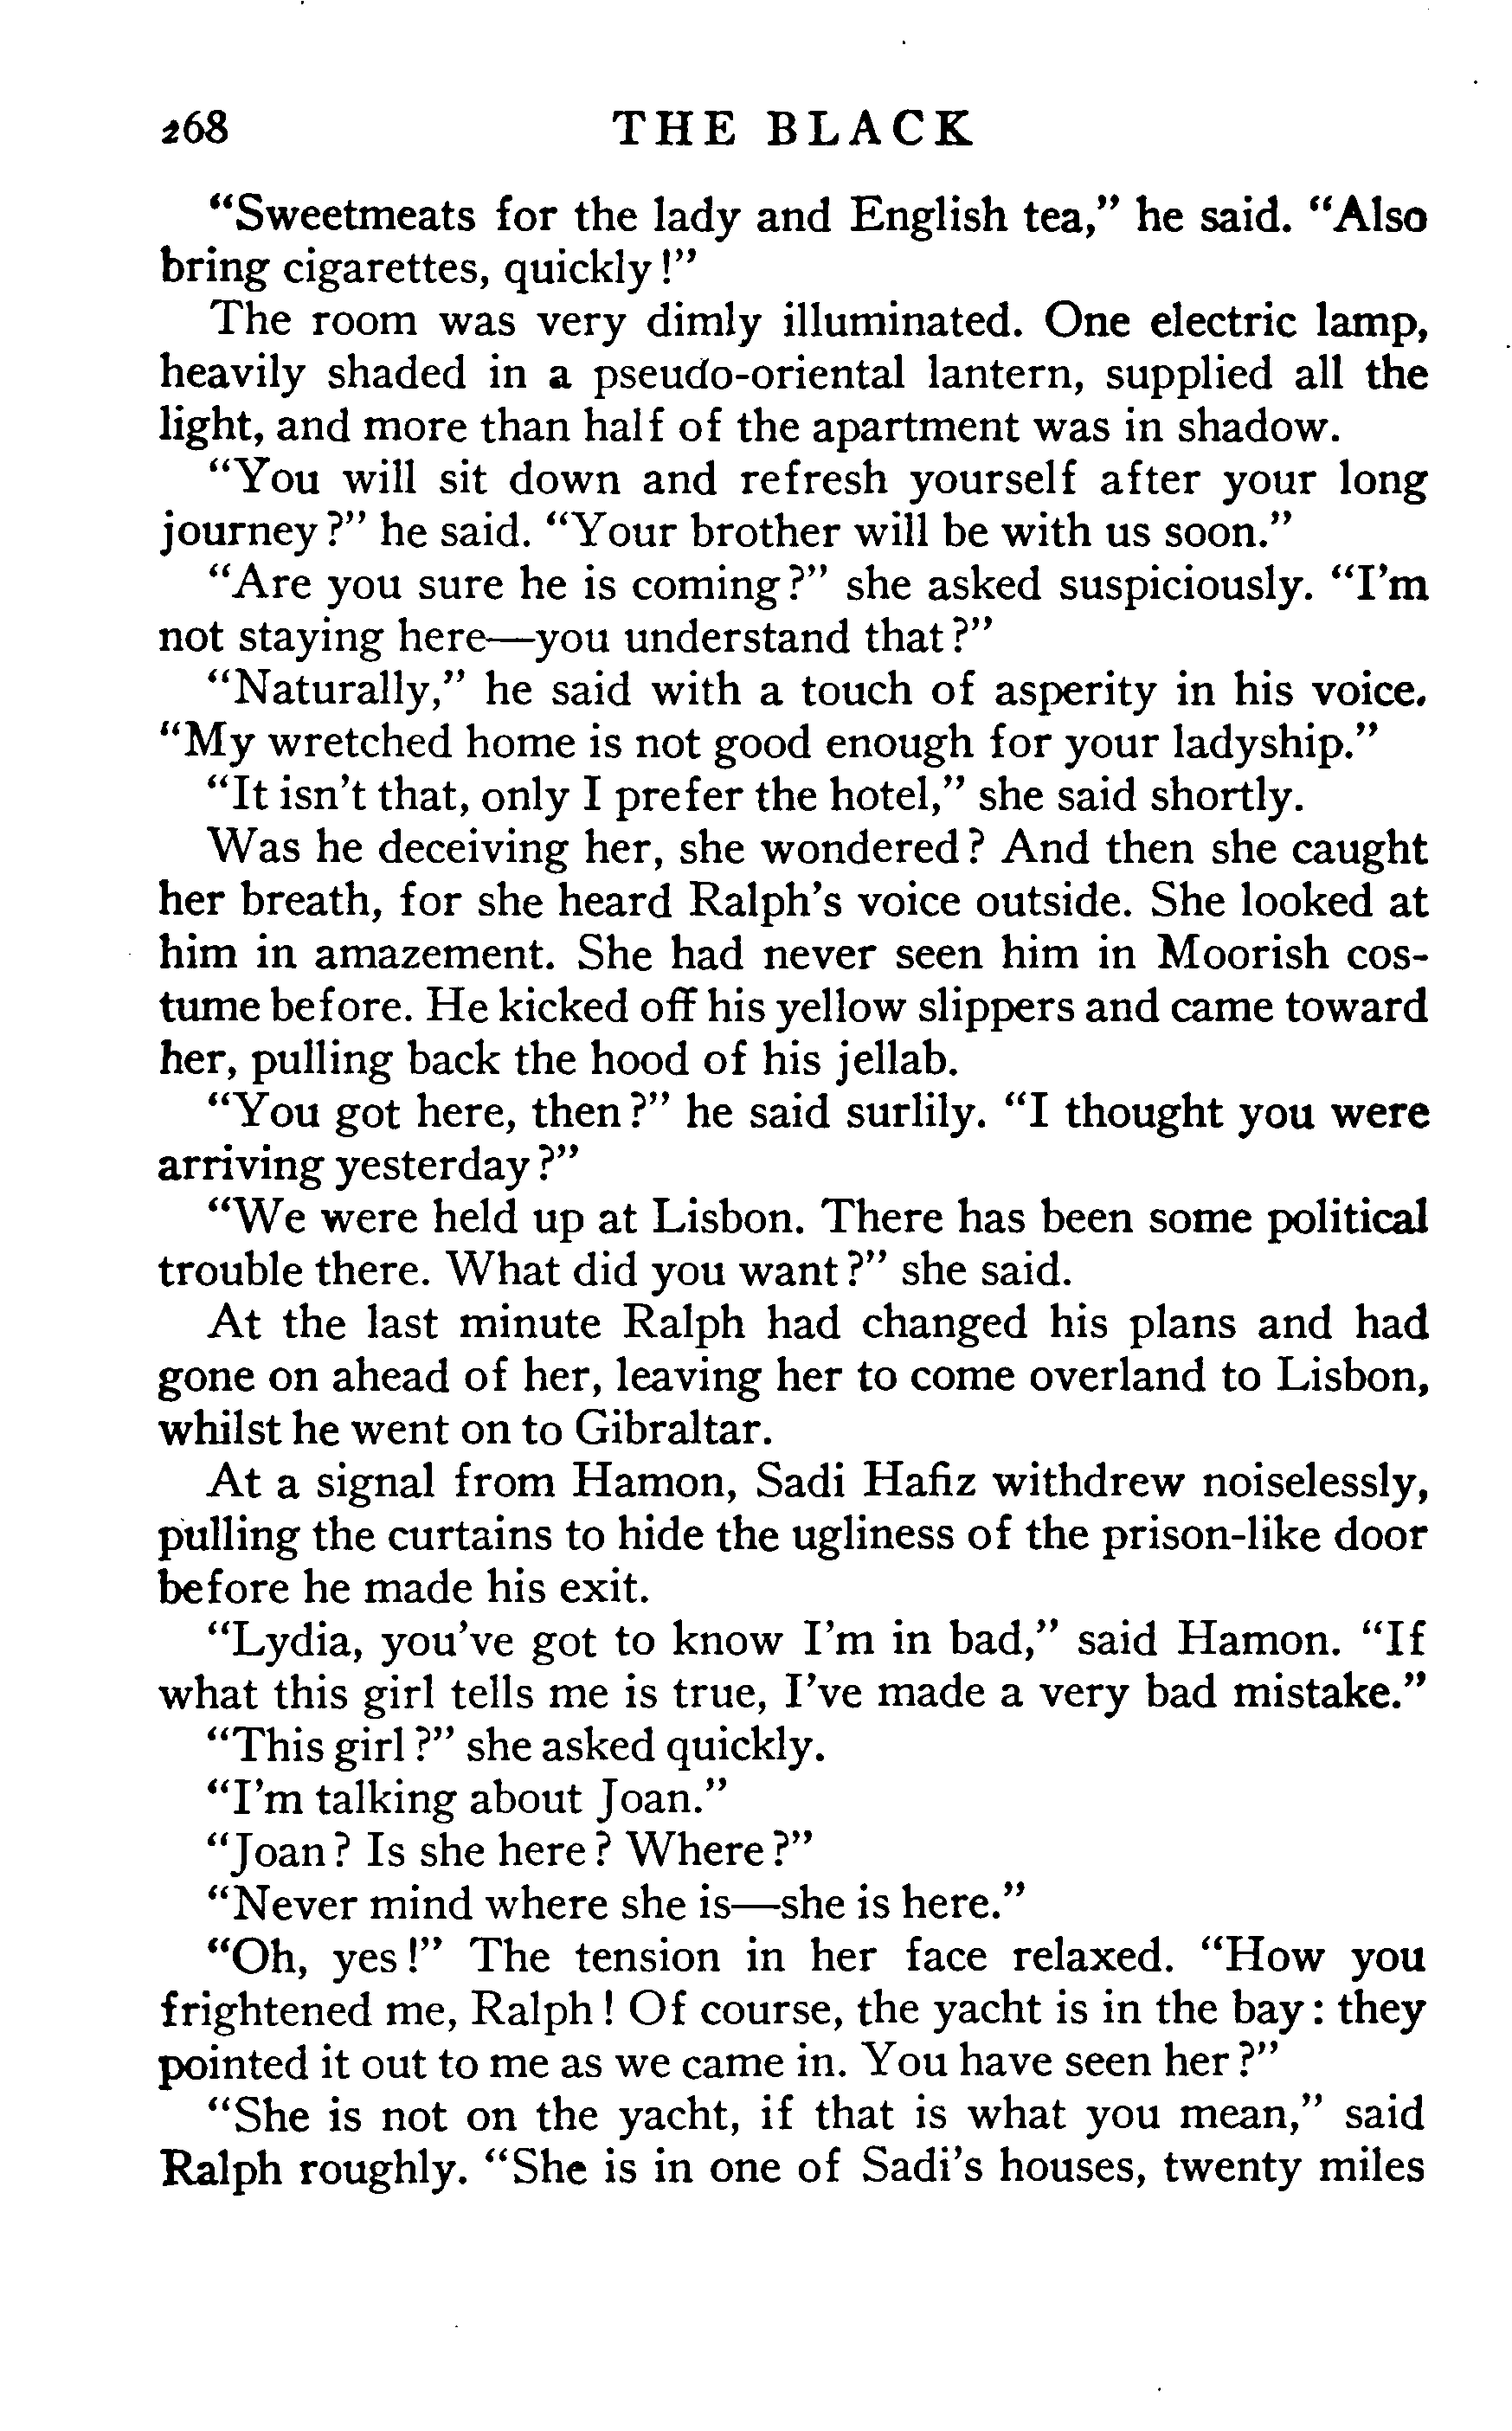 268 THE BLACK
“Sweetmeats for the lady and English tea,” he said. “Also
bring cigarettes, quickly!”
The room was very dimly illuminated. One electric lamp,
heavily shaded in a pseudo-oriental lantern, supplied all the
light, and more than half of the apartment was in shadow.
“You will sit down and refresh yourself after your long
journey?” he said. “Your brother will be with us soon.”
“Are you sure he is coming?” she asked suspiciously. “I’m
not staying here—you understand that?”
“Naturally,” he said with a touch of asperity in his voice.
“My wretched home is not good enough for your ladyship.”
“It isn’t that, only I prefer the hotel,” she said shortly.
Was he deceiving her, she wondered? And then she caught
her breath, for she heard Ralph’s voice outside. She looked at
him in amazement. She had never seen him in Moorish cos-
tume before. He kicked off his yellow slippers and came toward
her, pulling back the hood of his jellab.
“You got here, then?” he said surlily. “I thought you were
arriving yesterday?”
“We were held up at Lisbon. There has been some political
trouble there. What did you want?” she said.
At the last minute Ralph had changed his plans and had
gone on ahead of her, leaving her to come overland to Lisbon,
whilst he went on to Gibraltar.
At a signal from Hamon, Sadi Hafiz withdrew noiselessly,
pulling the curtains to hide the ugliness of the prison-like door
before he made his exit.
“Lydia, you’ve got to know I’m in bad,” said Hamon. “If
what this girl tells me is true, I’ve made a very bad mistake.”
“This girl?” she asked quickly.
“I’m talking about Joan.”
“Joan? Is she here? Where?”
“Never mind where she is—she is here.”
“Oh, yes!” The tension in her face relaxed. “How you
frightened me, Ralph! Of course, the yacht is in the bay: they
pointed it out to me as we came in. You have seen her?”
“She is not on the yacht, if that is what you mean,” said
Ralph roughly. “She is in one of Sadi’s houses, twenty miles